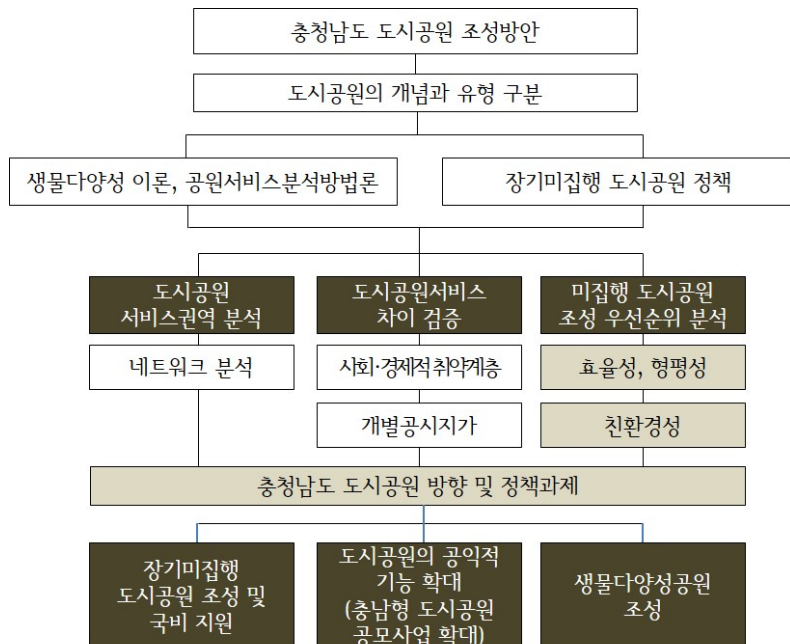 충청남도 도시공원 조성방안
도시공원의 개념과 유형 구분
생물다양성 이론, 공원서비스분석방법론
장기미집행 도시공원 정책
도시공원
서비스권역 분석
도시공원서비스
차이 검증
미집행 도시공원
조성 우선순위 분석
네트워크 분석
사회·경제적 취약계층
효율성, 형평성
개별공시지가
친환경성
충청남도 도시공원 방향 및 정책과제
장기미집행
도시공원 조성 및
국비 지원
도시공원의 공익적
기능 확대
(충남형 도시공원
공모사업 확대)
생물다양성공원
조성